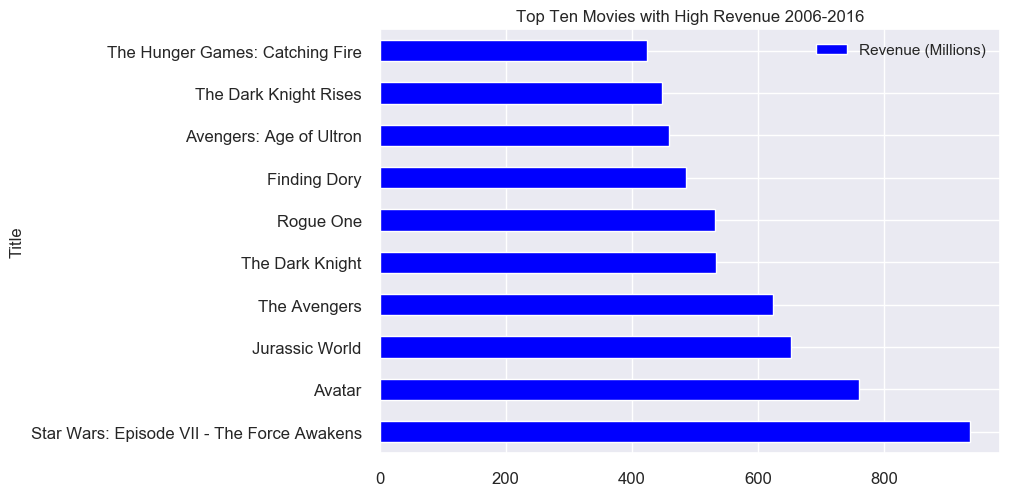 Top Ten Movies with High Revenue 2006-2016
Revenue (Millions)
Title
The Hunger Games: Catching Fire
The Dark Knight Rises
Avengers: Age of Ultron
Finding Dory
Rogue One
The Dark Knight
The Avengers
Jurassic World
Avatar
Star Wars: Episode VII - The Force Awakens
0 200 400 600 800